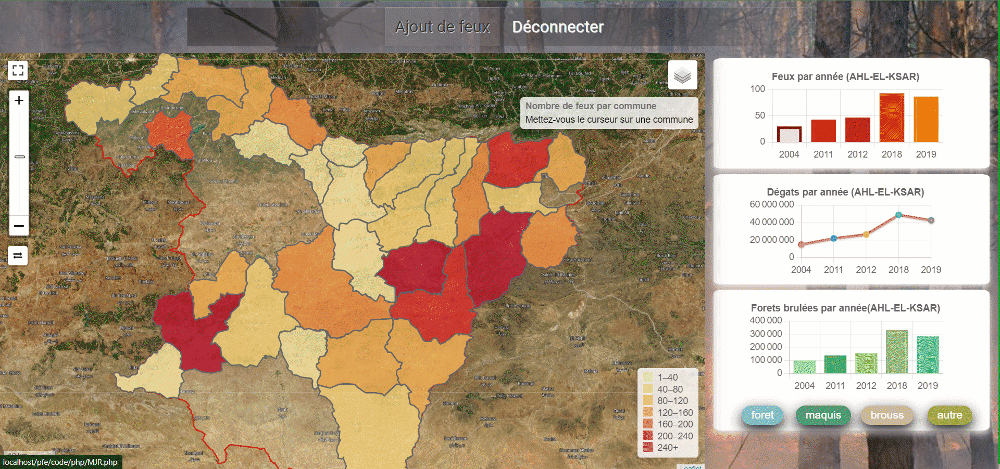 Ajout de feux
Déconnecter
+
−
Nombre de feux par commune
Mettez-vous le curseur sur une commune
1–40
40–80
80–120
120–160
160–200
200–240
240+
Leaflet
localhost/pfe/code/php/MJR.php
Feux par année (AHL-EL-KSAR)
100
50
0
2004 2011 2012 2018 2019
Dégats par année (AHL-EL-KSAR)
60 000 000
40 000 000
20 000 000
0
2004 2011 2012 2018 2019
Forets brulées par année(AHL-EL-KSAR)
400 000
300 000
200 000
100 000
0
2004 2011 2012 2018 2019
foret maquis brouss autre